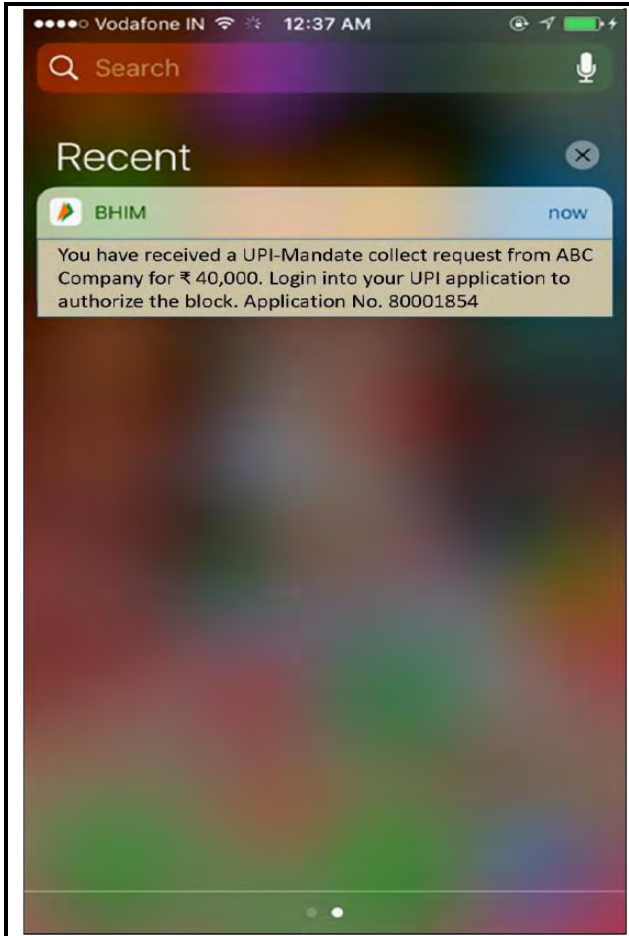 Vodafone IN 12:37 AM
Search
Recent
BHIM now
You have received a UPI-Mandate collect request from ABC
Company for ₹ 40,000. Login into your UPI application to
authorize the block. Application No. 80001854